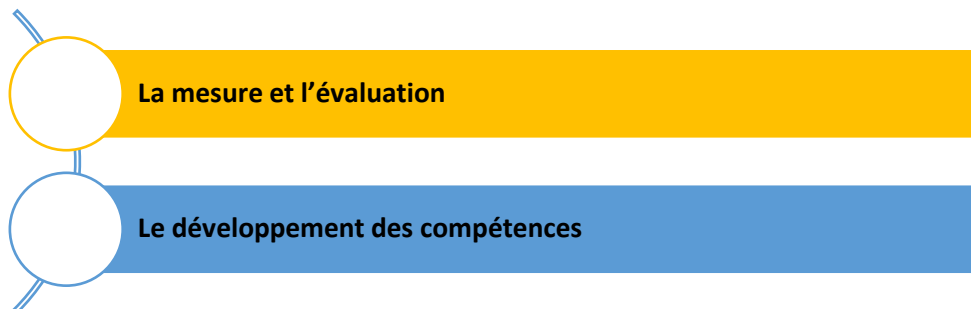 La mesure et l’évaluation
Le développement des compétences